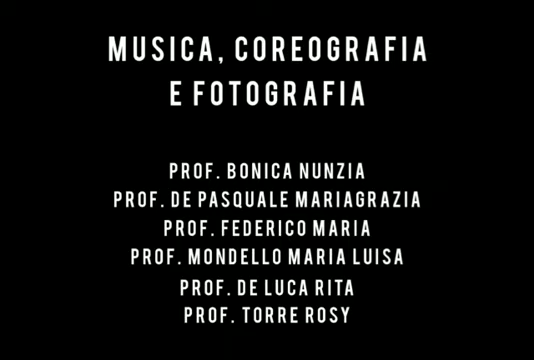 MUSICA, COREOGRAFIA
E FOTOGRAFIA
PROF. BONICA NUNZIA
PROF. DE PASQUALE MARIAGRAZIA
PROF. FEDERICO MARIA
PROF. MONDELLO MARIA LUISA
PROF. DE LUCA RITA
PROF. TORRE ROSY